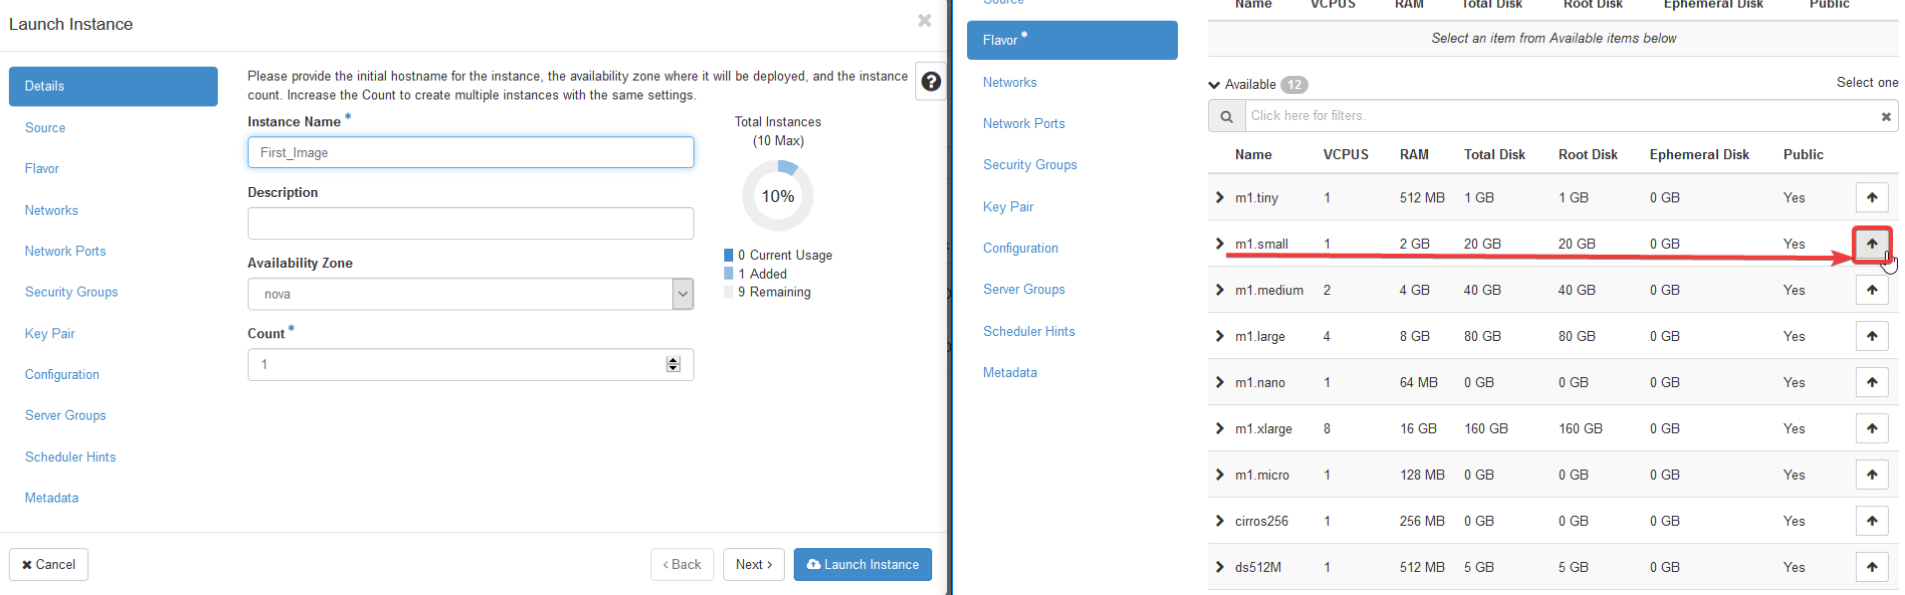 Launch Instance
Details
Source
Flavor
Networks
Network Ports
Security Groups
Key Pair
Configuration
Server Groups
Scheduler Hints
Metadata
Please provide the initial hostname for the instance, the availability zone where it will be deployed, and the instance
count. Increase the Count to create multiple instances with the same settings.
Instance Name *
First_Image
Description
Availability Zone
nova
Count *
1
Total Instances
(10 Max)
10%
0 Current Usage
1 Added
9 Remaining
Cancel
< Back
Next >
Launch Instance
Source
Flavor *
Networks
Network Ports
Security Groups
Key Pair
Configuration
Server Groups
Scheduler Hints
Metadata
Name VCPUS RAM Total Disk Root Disk Ephemeral Disk Public
Select an item from Available items below
Available 12 Select one
Click here for filters.
Name VCPUS RAM Total Disk Root Disk Ephemeral Disk Public
m1.tiny 1 512 MB 1 GB 1 GB 0 GB Yes
m1.small 1 2 GB 20 GB 20 GB 0 GB Yes
m1.medium 2 4 GB 40 GB 40 GB 0 GB Yes
m1.large 4 8 GB 80 GB 80 GB 0 GB Yes
m1.nano 1 64 MB 0 GB 0 GB 0 GB Yes
m1.xlarge 8 16 GB 160 GB 160 GB 0 GB Yes
m1.micro 1 128 MB 0 GB 0 GB 0 GB Yes
cirros256 1 256 MB 0 GB 0 GB 0 GB Yes
ds512M 1 512 MB 5 GB 5 GB 0 GB Yes